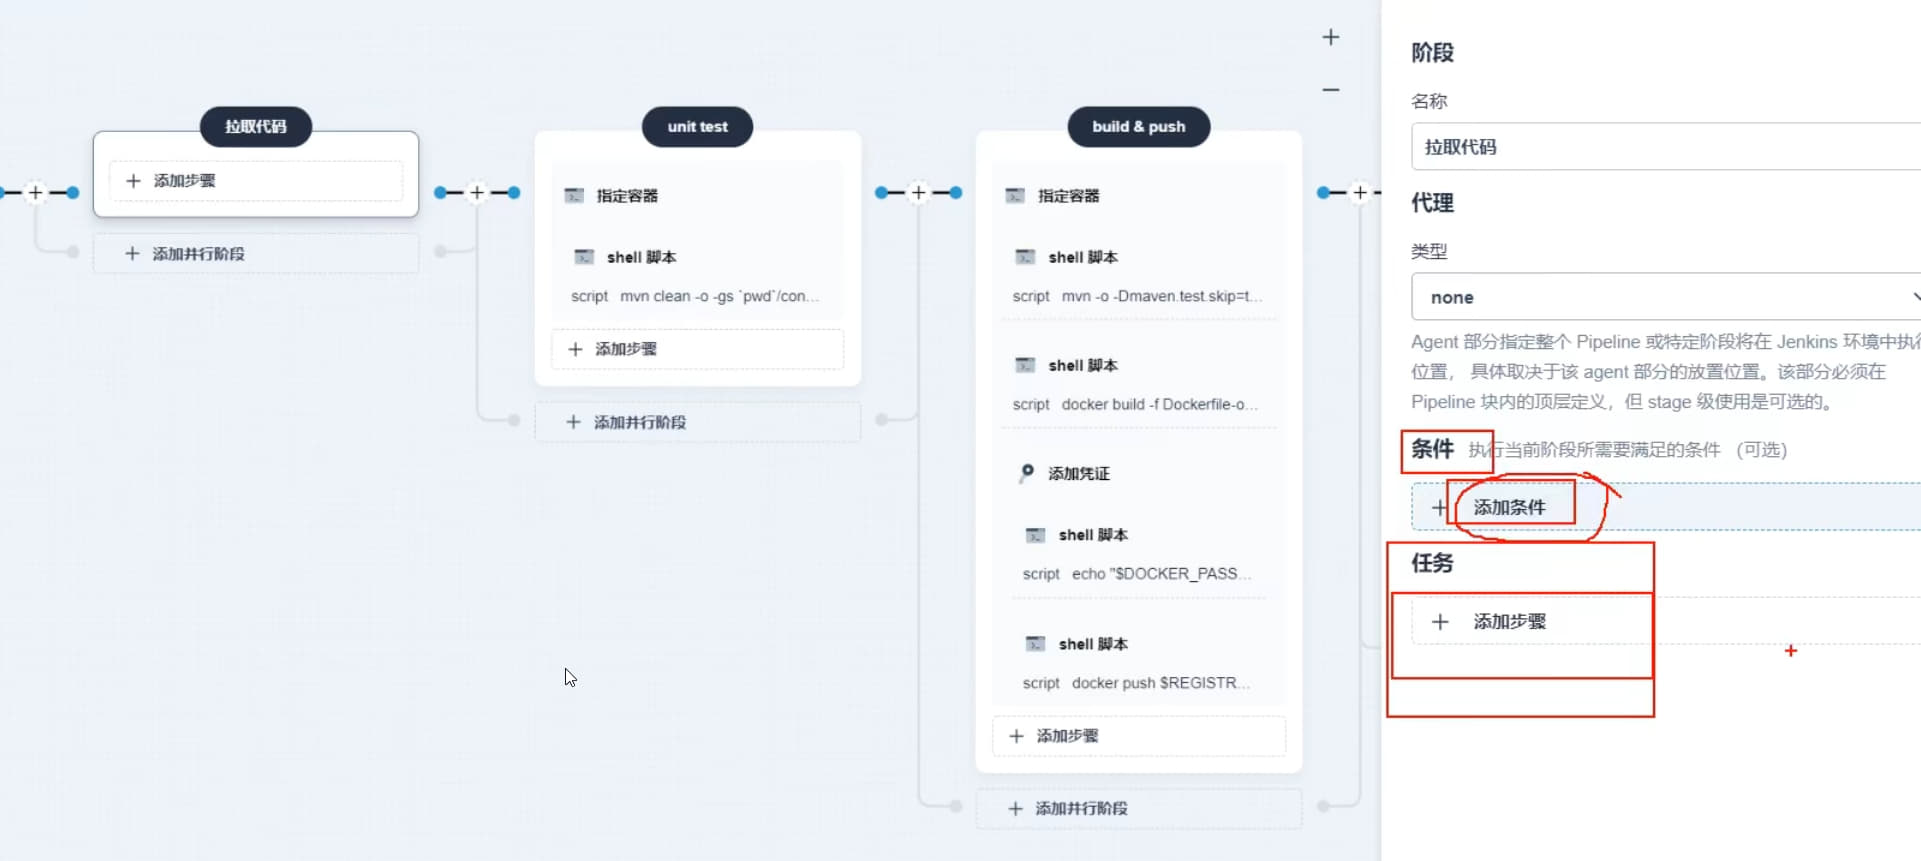 拉取代码
添加步骤
添加并行阶段
unit test
指定容器
shell 脚本
script mvn clean -o -gs `pwd`/con...
添加步骤
添加并行阶段
build & push
指定容器
shell 脚本
script mvn -o -Dmaven.test.skip=t...
shell 脚本
script docker build -f Dockerfile-o...
添加凭证
shell 脚本
script echo "$DOCKER_PASS...
shell 脚本
script docker push $REGISTR...
添加步骤
添加并行阶段
阶段
名称
拉取代码
代理
类型
none
Agent 部分指定整个 Pipeline 或特定阶段将在 Jenkins 环境中执行
位置， 具体取决于该 agent 部分的放置位置。该部分必须在
Pipeline 块内的顶层定义，但 stage 级使用是可选的。
条件 执行当前阶段所需要满足的条件 （可选）
添加条件
任务
添加步骤